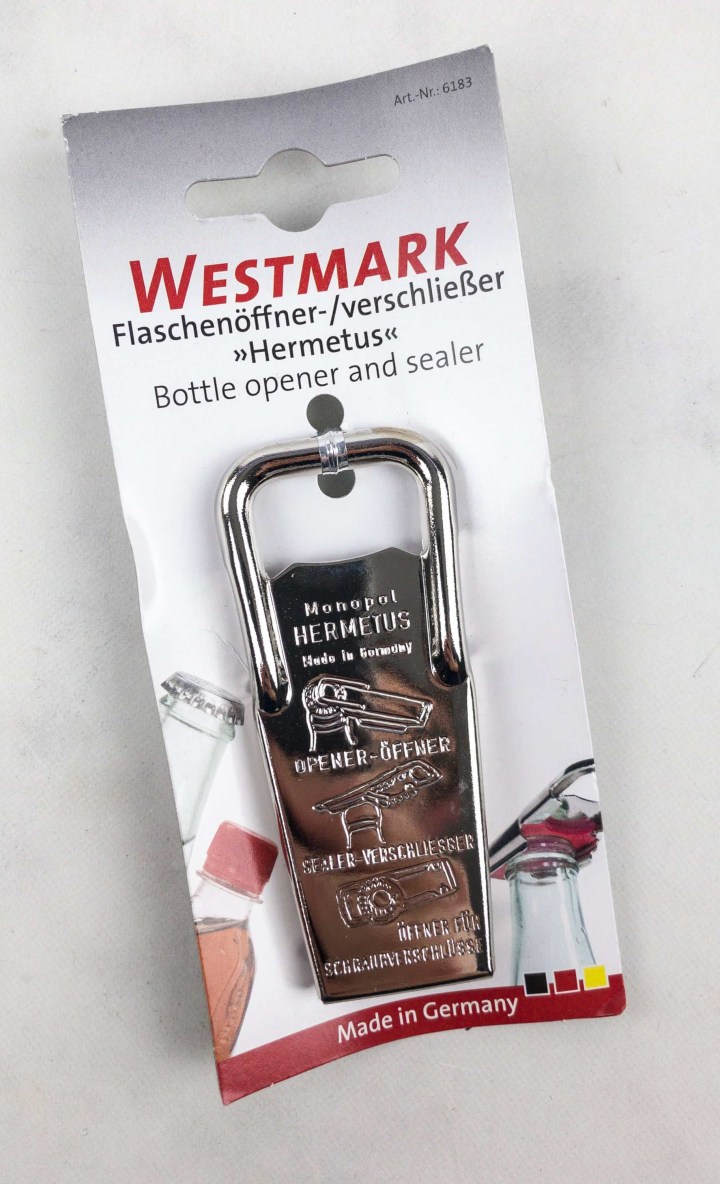 Art.-Nr.: 6183
WESTMARK
Flaschenöffner-/verschließer
»Hermetus«
Bottle opener and sealer
Monopol
HERMETUS
Made in Germany
OPENER-ÖFFNER
SEALER-VERSCHLIEßER
ÖFFNER FÜR
SCHRAUBVERSCHLÜSSE
Made in Germany